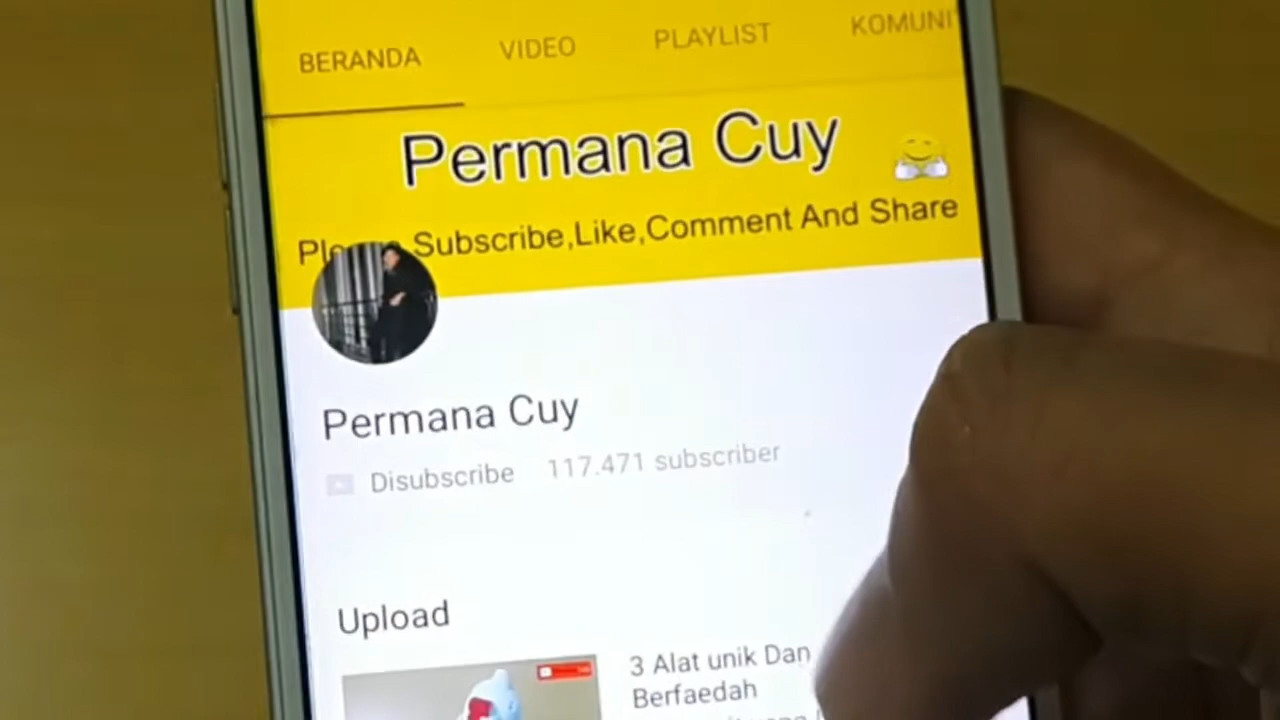 BERANDA VIDEO PLAYLIST KOMUNI
Permana Cuy
Subscribe,Like,Comment And Share
Permana Cuy
Disubscribe 117.471 subscriber
Upload
3 Alat unik Dan
Berfaedah